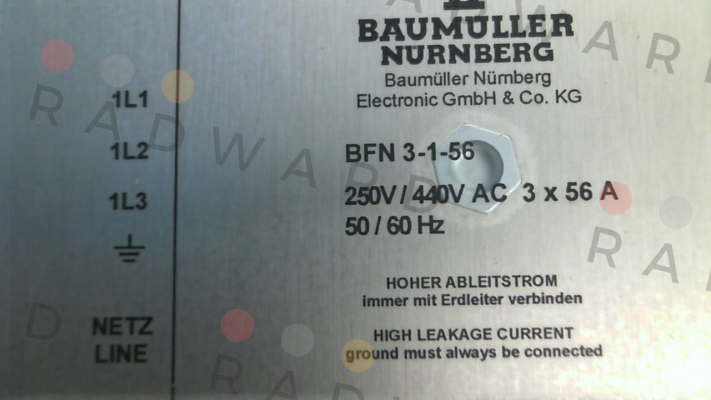 BAUMÜLLER
NÜRNBERG
Baumüller Nürnberg
Electronic GmbH & Co. KG
1L1
1L2
1L3
BFN 3-1-56
250V / 440V AC 3 x 56 A
50 / 60 Hz
HOHER ABLEITSTROM
immer mit Erdleiter verbinden
NETZ
LINE
HIGH LEAKAGE CURRENT
ground must always be connected
RADWARD